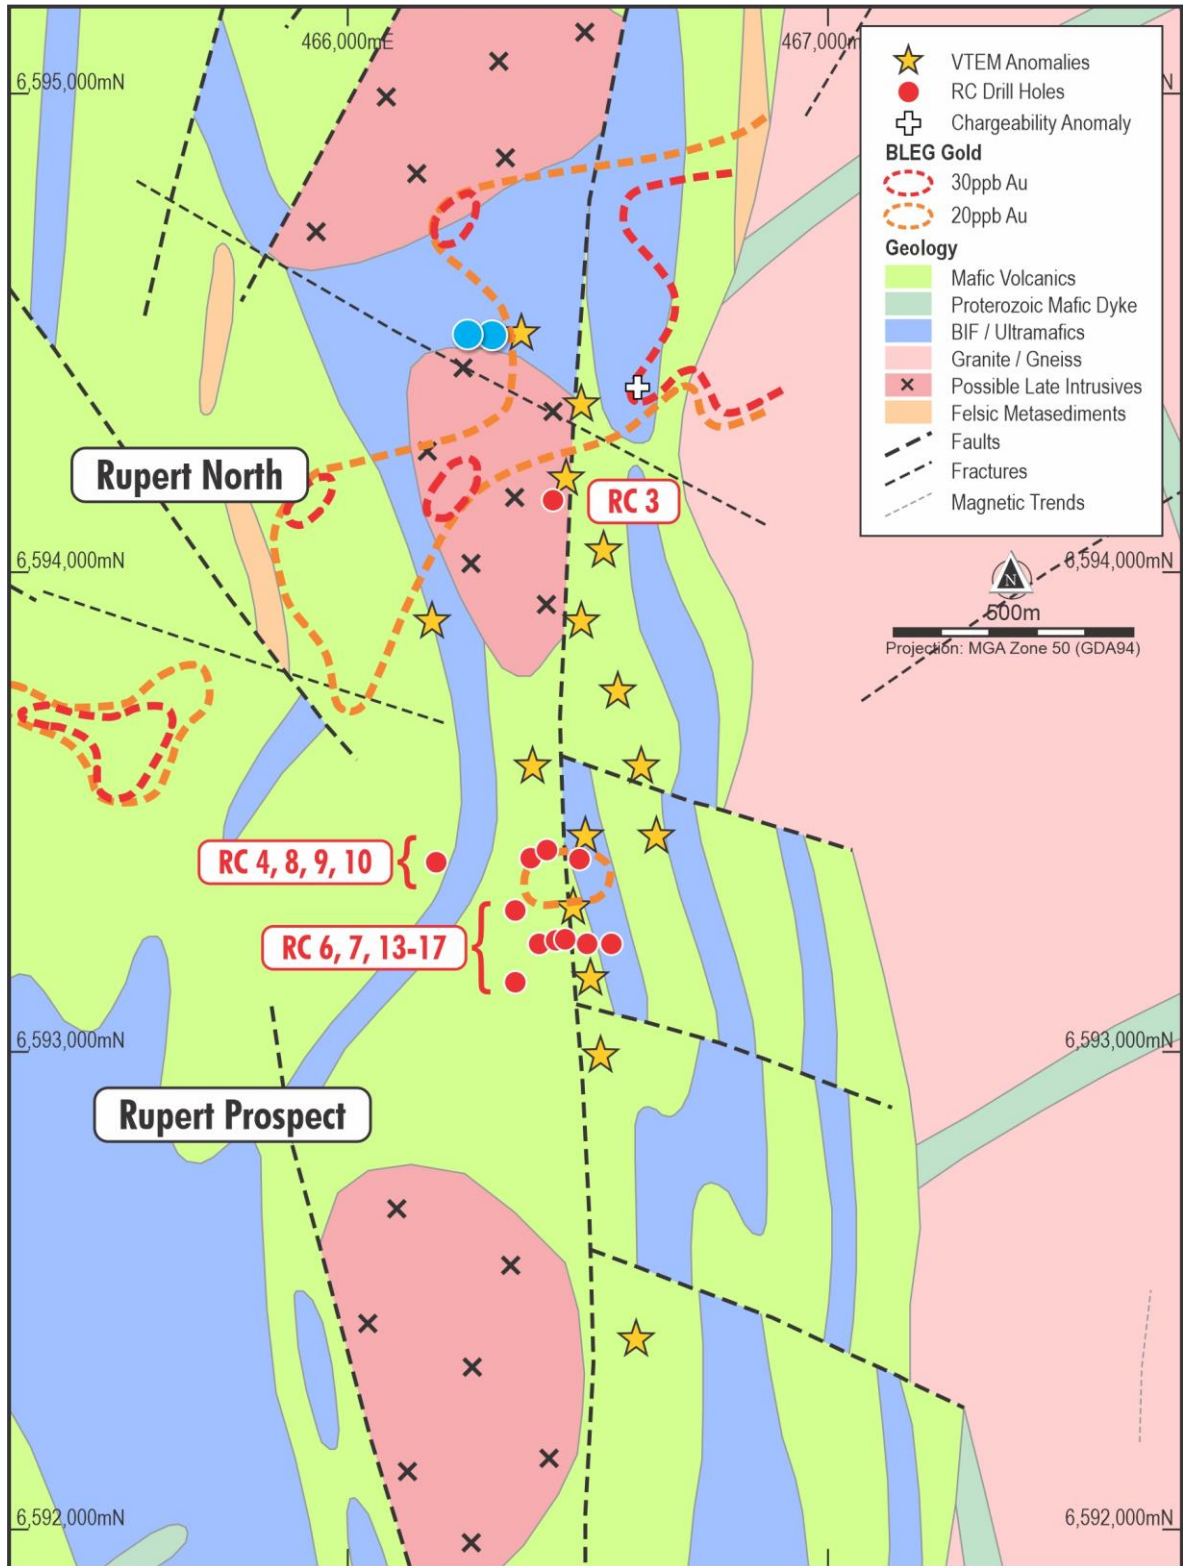 466,000mE
467,000m
6,595,000mN
N
VTEM Anomalies
RC Drill Holes
Chargeability Anomaly
BLEG Gold
30ppb Au
20ppb Au
Geology
Mafic Volcanics
Proterozoic Mafic Dyke
BIF / Ultramafics
Granite / Gneiss
Possible Late Intrusives
Felsic Metasediments
Faults
Fractures
Magnetic Trends
Rupert North
RC 3
6,594,000mN
6,594,000mN
N
500m
Projection: MGA Zone 50 (GDA94)
RC 4, 8, 9, 10
RC 6, 7, 13-17
6,593,000mN
6,593,000mN
Rupert Prospect
6,592,000mN
6,592,000mN